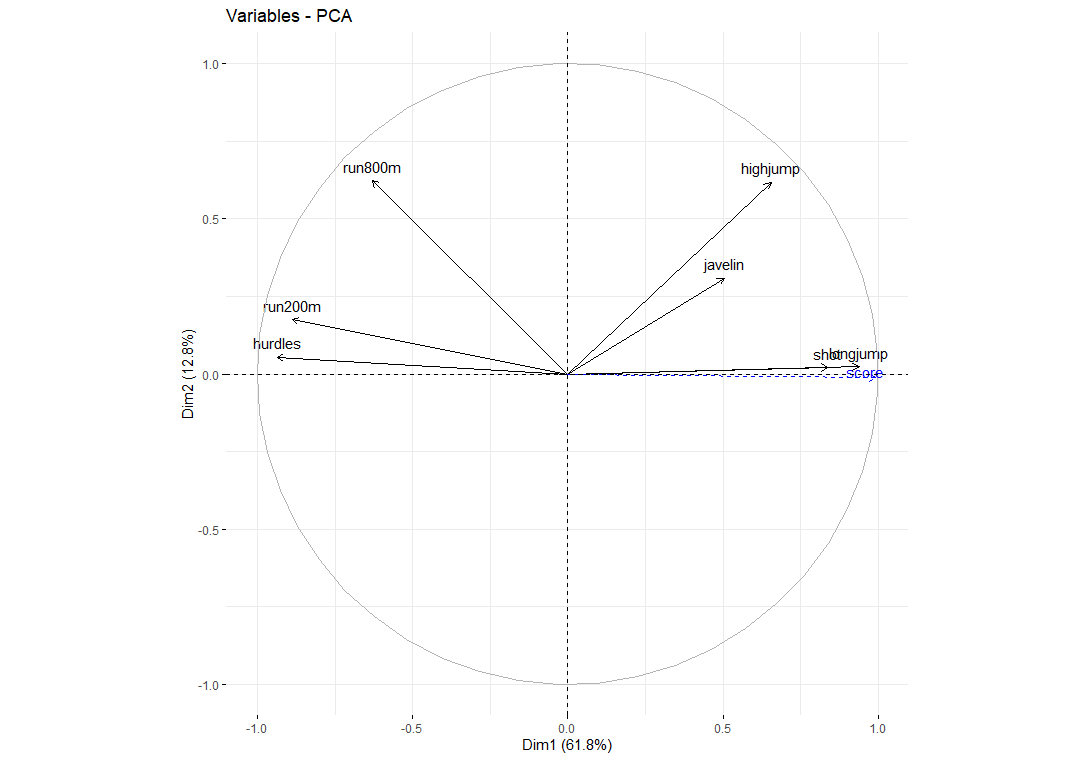 Variables - PCA
1.0
run800m
highjump
0.5
javelin
run200m
hurdles
shot
longjump
score
0.0
Dim2 (12.8%)
-0.5
-1.0
-1.0
-0.5
0.0
0.5
1.0
Dim1 (61.8%)